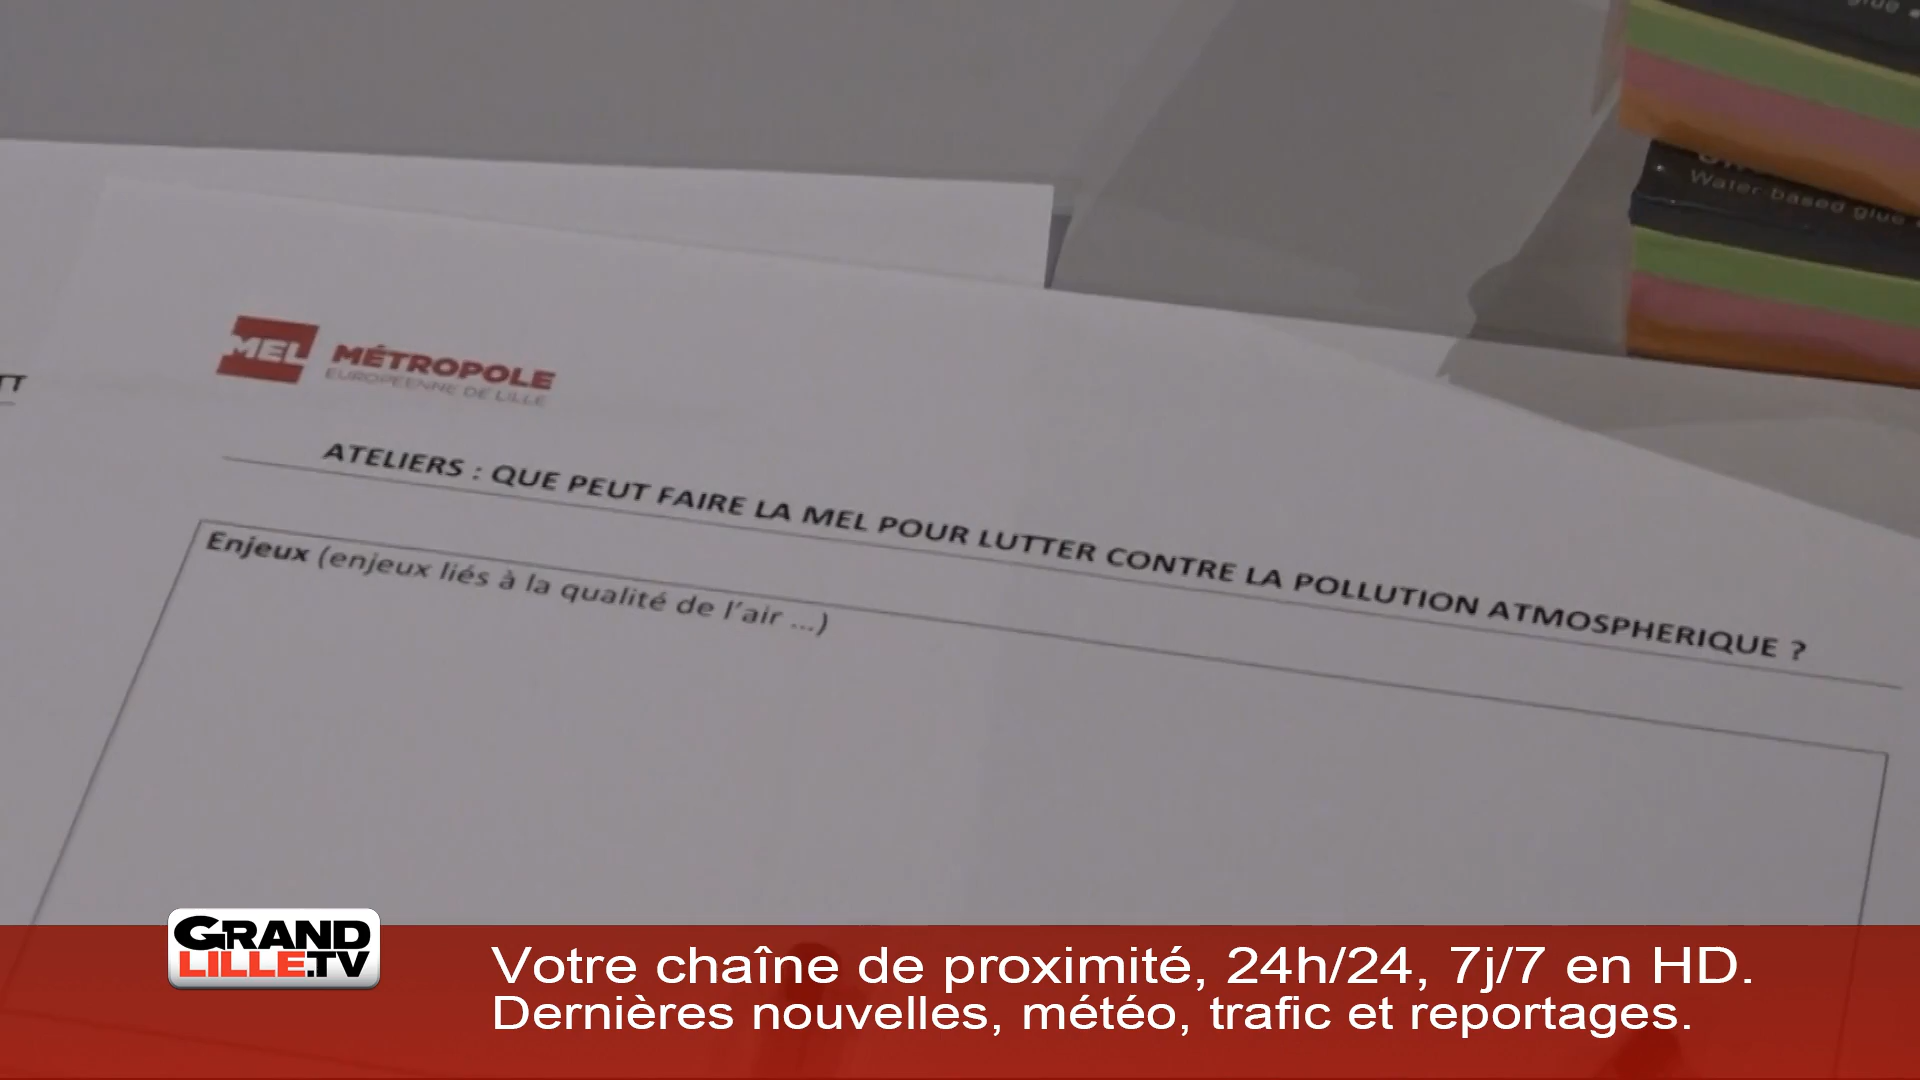 Water based glue
TT
MEL MÉTROPOLE
EUROPÉENNE DE LILLE
ATELIERS : QUE PEUT FAIRE LA MEL POUR LUTTER CONTRE LA POLLUTION ATMOSPHERIQUE ?
Enjeux (enjeux liés à la qualité de l'air ...)
GRAND
LILLE.TV
Votre chaîne de proximité, 24h/24, 7j/7 en HD.
Dernières nouvelles, météo, trafic et reportages.